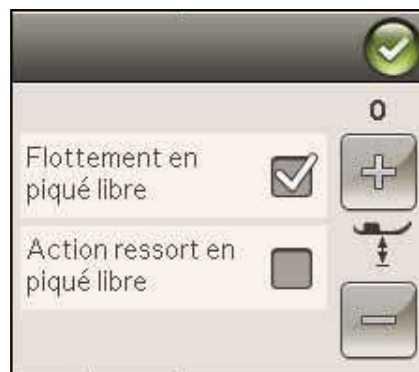 0
Flottement en
piqué libre
Action ressort en
piqué libre